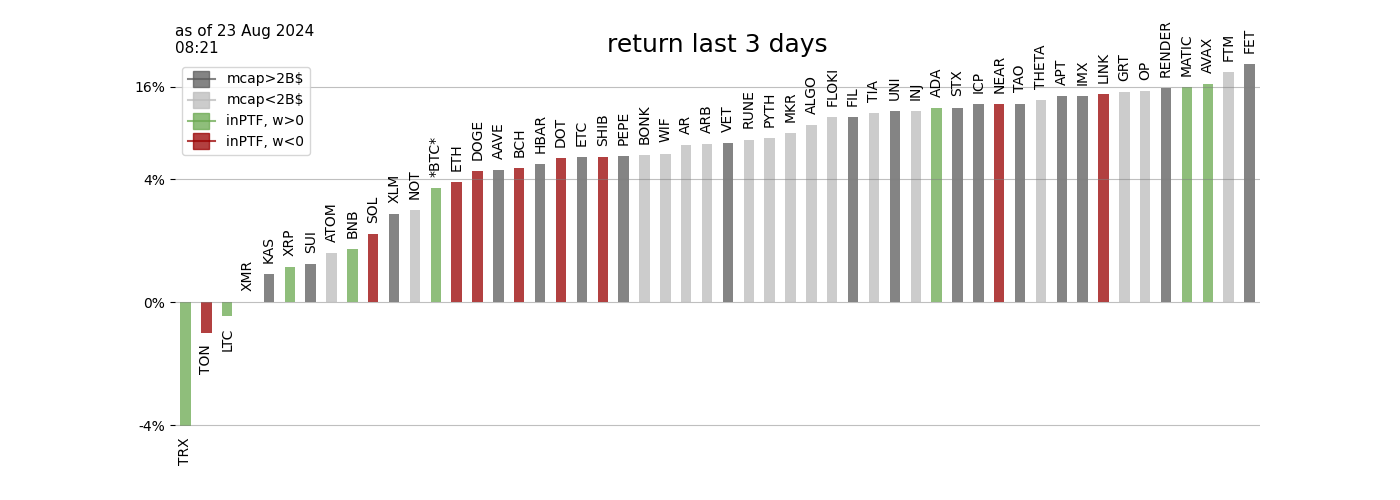 as of 23 Aug 2024
08:21
return last 3 days
mcap>2B$
mcap<2B$
inPTF, w>0
inPTF, w<0
16%
4%
0%
-4%
TRX
TON
LTC
XMR
KAS
XRP
SUI
ATOM
BNB
SOL
XLM
NOT
*BTC*
ETH
DOGE
AAVE
BCH
HBAR
DOT
ETC
SHIB
PEPE
BONK
WIF
AR
ARB
VET
RUNE
PYTH
MKR
ALGO
FLOKI
FIL
TIA
UNI
INJ
ADA
STX
ICP
NEAR
TAO
THETA
APT
IMX
LINK
GRT
OP
RENDER
MATIC
AVAX
FTM
FET